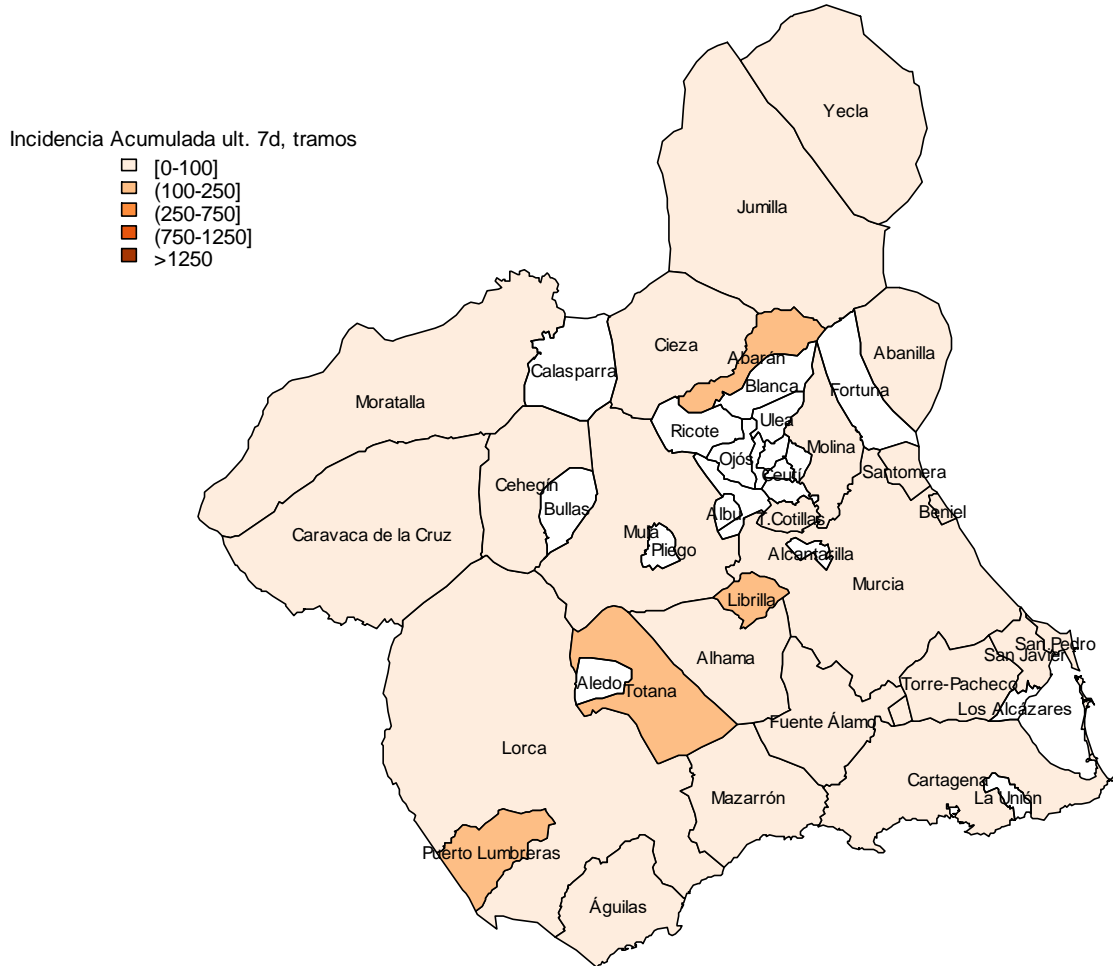 Yecla
Incidencia Acumulada ult. 7d, tramos
[0-100]
(100-250]
(250-750]
(750-1250]
>1250
Jumilla
Cieza
Abarán
Abanilla
Calasparra
Blanca
Fortuna
Moratalla
Ulea
Ricote
Molina
Ojós
Santomera
Ceutí
Cehegín
Bullas
Albu
T.Cotillas
Beniel
Caravaca de la Cruz
Mula
Pliego
Alcantarilla
Murcia
Librilla
San Pedro
Alhama
San Javier
Aledo
Totana
Torre-Pacheco
Los Alcázares
Fuente Álamo
Lorca
Cartagena
Mazarrón
La Unión
Puerto Lumbreras
Águilas